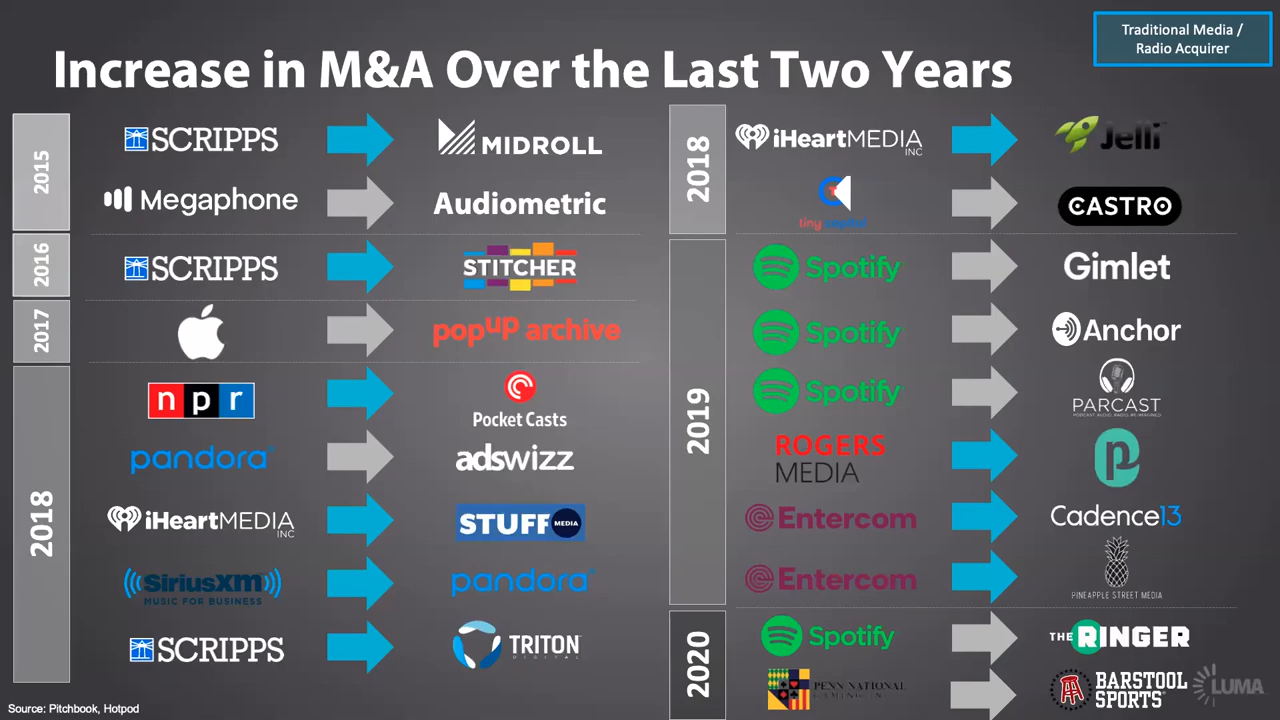 Traditional Media /
Radio Acquirer
Increase in M&A Over the Last Two Years
2015
SCRIPPS
MIDROLL
Megaphone
Audiometric
2016
SCRIPPS
STITCHER
2017
popup archive
2018
npr
Pocket Casts
pandora
adswizz
iHeartMEDIA
INC
STUFF
MEDIA
SiriusXM
MUSIC FOR BUSINESS
pandora
SCRIPPS
TRITON
DIGITAL
2018
iHeartMEDIA
INC
Jelli
tiny capital
CASTRO
2019
Spotify
Gimlet
Spotify
Anchor
Spotify
PARCAST
ROGERS
MEDIA
Entercom
Cadence13
Entercom
PINEAPPLE STREET MEDIA
2020
Spotify
THE RINGER
PENN NATIONAL
GAMING, INC.
BARSTOOL
SPORTS
LUMA
Source: Pitchbook, Hotpod